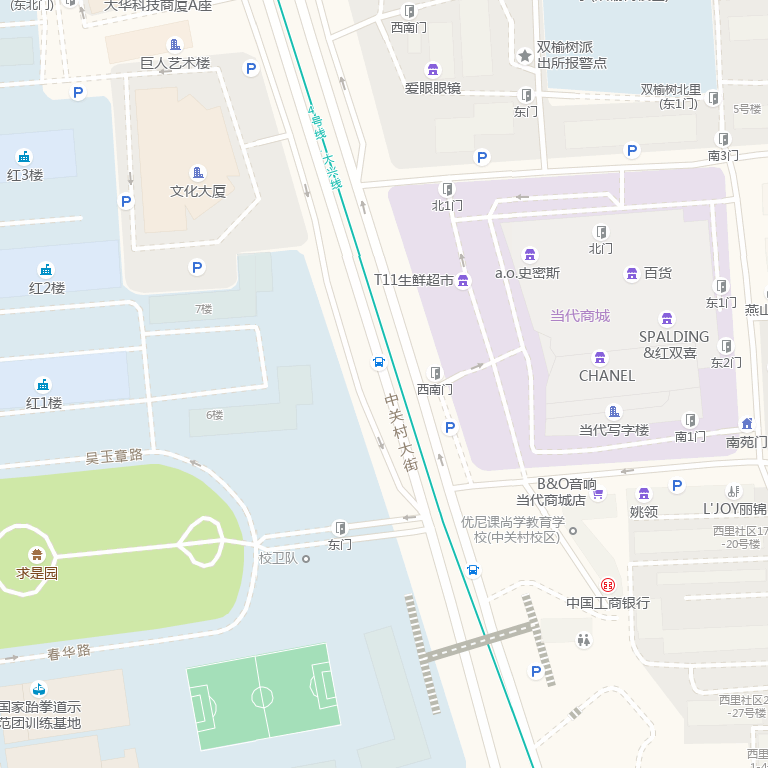 (东北门)
大华科技商厦A座
西南门
双榆树派
出所报警点
巨人艺术楼
P
P
爱眼眼镜
东门
双榆树北里
(东1门)
5号楼
4号线 大兴线
红3楼
文化大厦
P
P
P
南3门
北1门
P
北门
红2楼
7楼
T11生鲜超市
a.o.史密斯
百货
东1门
燕山
当代商城
SPALDING
&红双喜
东2门
CHANEL
西南门
红1楼
6楼
中关村大街
P
当代写字楼
南1门
南苑门
吴玉章路
B&O音响
当代商城店
P
姚领
L'JOY丽锦
优尼课尚学教育学
校(中关村校区)
西里社区17
-20号楼
东门
校卫队
求是园
中国工商银行
春华路
P
国家跆拳道示
范团训练基地
西里社区2
-27号楼
西里
1-4